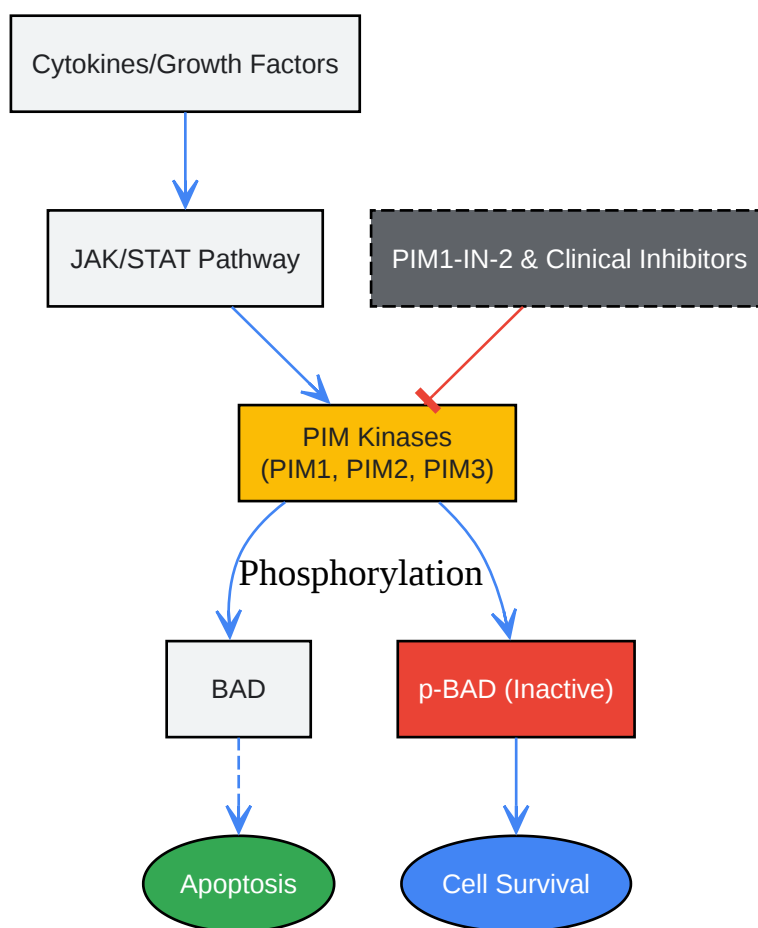 Cytokines/Growth Factors
JAK/STAT Pathway
PIM1-IN-2 & Clinical Inhibitors
PIM Kinases
(PIM1, PIM2, PIM3)
Phosphorylation
BAD
p-BAD (Inactive)
Apoptosis
Cell Survival